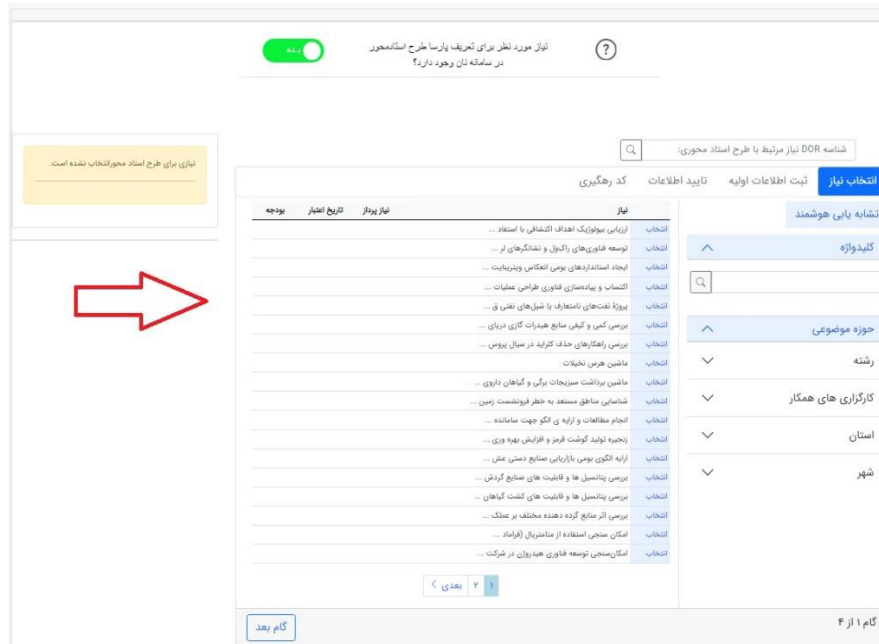 نیاز مورد نظر برای تعریف پارسا طرح استادمحور
در سامانه نان وجود دارد؟
بله
شناسه DOR نیاز مرتبط با طرح استاد محوری:
نیازی برای طرح استاد محورانتخاب نشده است.
انتخاب نیاز ثبت اطلاعات اولیه تایید اطلاعات کد رهگیری
تشابه یابی هوشمند
کلیدواژه
حوزه موضوعی
رشته
کارگزاری های همکار
استان
شهر
نیاز نیاز پرداز تاریخ اعتبار بودجه
انتخاب ارزیابی بیولوژیک اهداف اکتشافی با استفاد ...
انتخاب توسعه فناوری‌های راک‌ول و نشانگرهای لر ...
انتخاب ایجاد استانداردهای بومی انعکاس ویترینایت ...
انتخاب اکتساب و پیاده‌سازی فناوری طراحی عملیات ...
انتخاب پروژهٔ نفت‌های نامتعارف یا شیل‌های نفتی ق ...
انتخاب بررسی کمی و کیفی منابع هیدرات گازی دریای ...
انتخاب بررسی راهکارهای حذف کلراید در سیال پروس ...
انتخاب ماشین هرس نخیلات
انتخاب ماشین برداشت سبزیجات برگی و گیاهان داروی ...
انتخاب شناسایی مناطق مستعد به خطر فرونشست زمین ...
انتخاب انجام مطالعات و ارایه ی الگو جهت سامانده ...
انتخاب زنجیره تولید گوشت قرمز و افزایش بهره وری ...
انتخاب ارایه الگوی بومی بازاریابی صنایع دستی عش ...
انتخاب بررسی پتانسیل ها و قابلیت های صنایع گردش ...
انتخاب بررسی پتانسیل ها و قابلیت های کشت گیاهان ...
انتخاب بررسی اثر منابع گرده دهنده مختلف بر عملک ...
انتخاب امکان سنجی استفاده از متامتریال (فراماد ...
انتخاب امکان‌سنجی توسعه فناوری هیدروژن در شرکت ...
۱ ۲ بعدی
گام ۱ از ۴
گام بعد